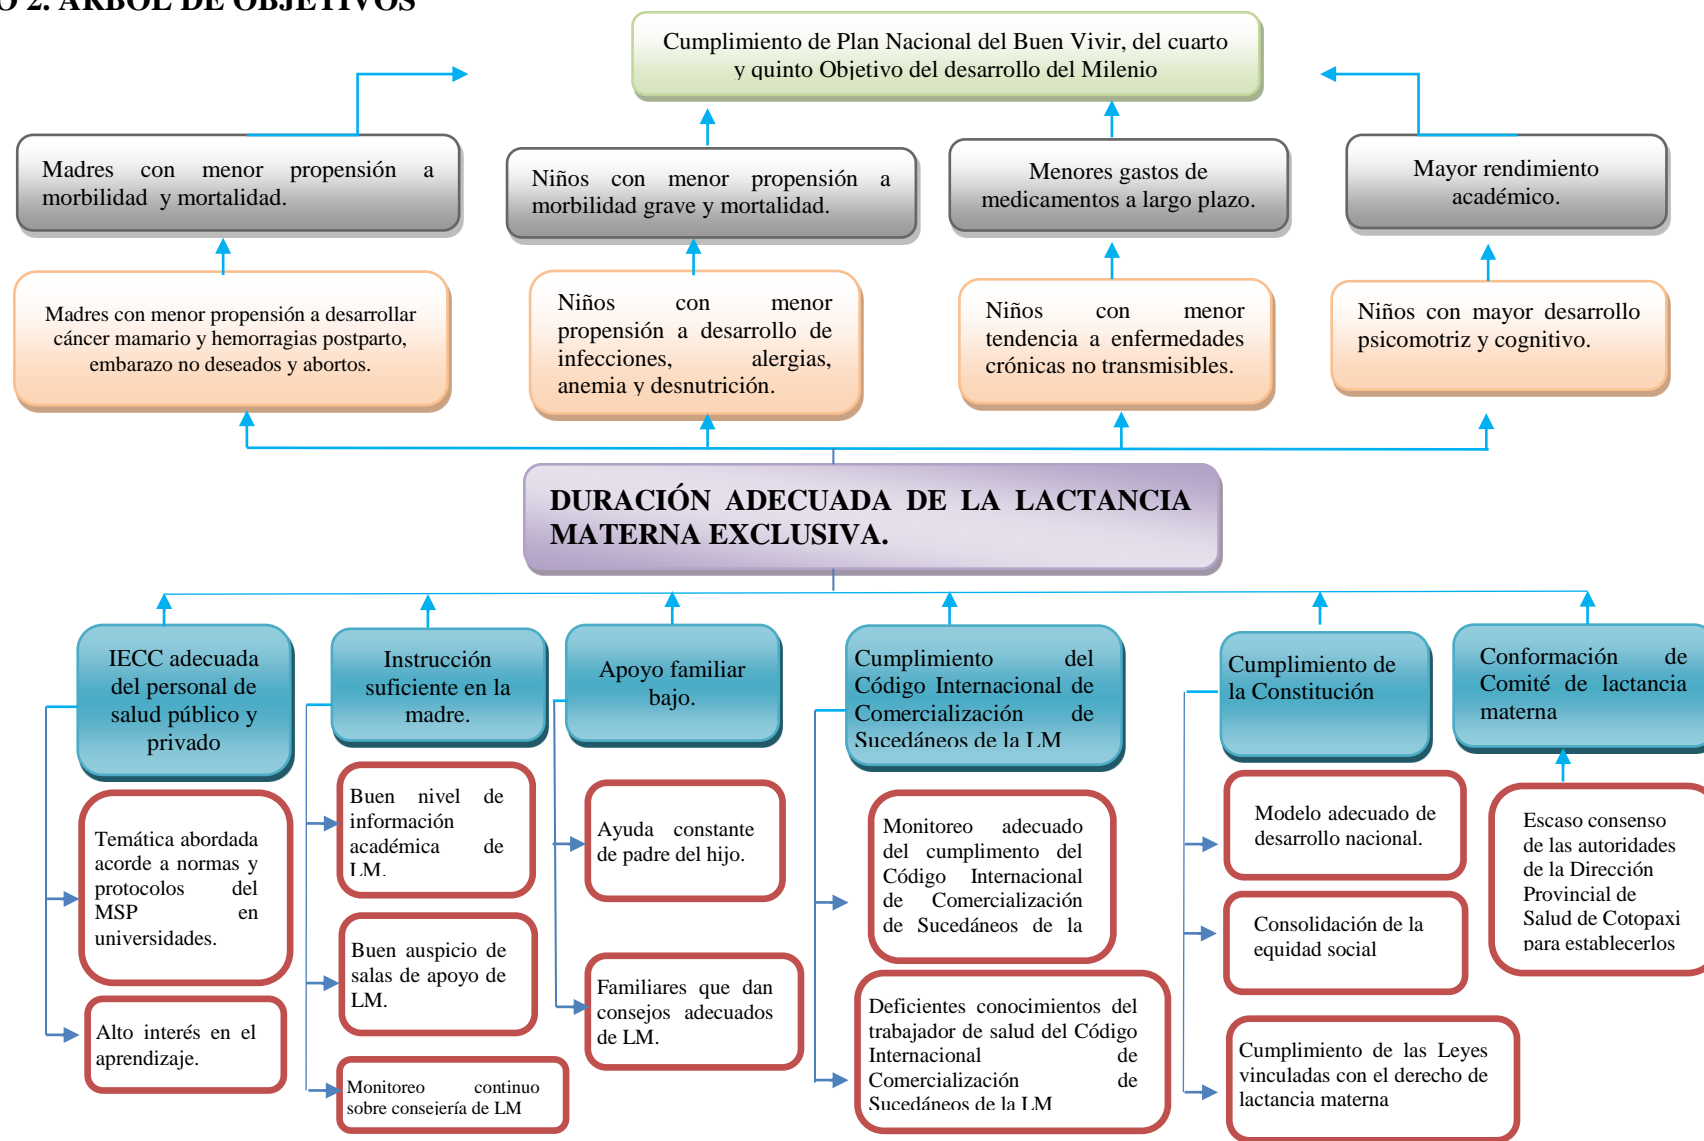 O 2. ÁRBOL DE OBJETIVOS
Cumplimiento de Plan Nacional del Buen Vivir, del cuarto
y quinto Objetivo del desarrollo del Milenio
Madres con menor propensión a
morbilidad y mortalidad.
Niños con menor propensión a
morbilidad grave y mortalidad.
Menores gastos de
medicamentos a largo plazo.
Mayor rendimiento
académico.
Madres con menor propensión a desarrollar
cáncer mamario y hemorragias postparto,
embarazo no deseados y abortos.
Niños con menor
propensión a desarrollo de
infecciones, alergias,
anemia y desnutrición.
Niños con menor
tendencia a enfermedades
crónicas no transmisibles.
Niños con mayor desarrollo
psicomotriz y cognitivo.
DURACIÓN ADECUADA DE LA LACTANCIA
MATERNA EXCLUSIVA.
IECC adecuada
del personal de
salud público y
privado
Instrucción
suficiente en la
madre.
Apoyo familiar
bajo.
Cumplimiento del
Código Internacional de
Comercialización de
Sucedáneos de la LM
Cumplimiento de
la Constitución
Conformación de
Comité de lactancia
materna
Temática abordada
acorde a normas y
protocolos del
MSP en
universidades.
Alto interés en el
aprendizaje.
Buen nivel de
información
académica de
LM.
Buen auspicio de
salas de apoyo de
LM.
Monitoreo continuo
sobre consejería de LM
Ayuda constante
de padre del hijo.
Familiares que dan
consejos adecuados
de LM.
Monitoreo adecuado
del cumplimento del
Código Internacional
de Comercialización
de Sucedáneos de la
Deficientes conocimientos del
trabajador de salud del Código
Internacional de
Comercialización de
Sucedáneos de la LM
Modelo adecuado de
desarrollo nacional.
Consolidación de la
equidad social
Cumplimiento de las Leyes
vinculadas con el derecho de
lactancia materna
Escaso consenso
de las autoridades
de la Dirección
Provincial de
Salud de Cotopaxi
para establecerlos